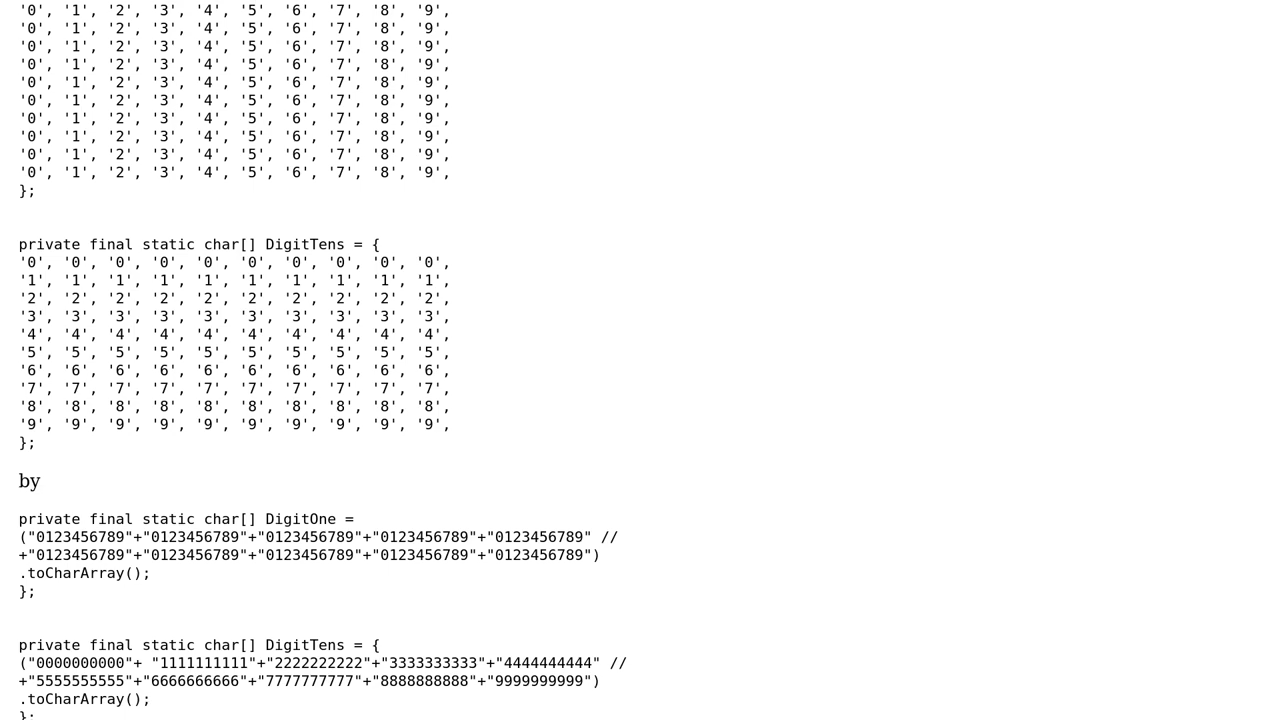 '0', '1', '2', '3', '4', '5', '6', '7', '8', '9',
'0', '1', '2', '3', '4', '5', '6', '7', '8', '9',
'0', '1', '2', '3', '4', '5', '6', '7', '8', '9',
'0', '1', '2', '3', '4', '5', '6', '7', '8', '9',
'0', '1', '2', '3', '4', '5', '6', '7', '8', '9',
'0', '1', '2', '3', '4', '5', '6', '7', '8', '9',
'0', '1', '2', '3', '4', '5', '6', '7', '8', '9',
'0', '1', '2', '3', '4', '5', '6', '7', '8', '9',
'0', '1', '2', '3', '4', '5', '6', '7', '8', '9',
'0', '1', '2', '3', '4', '5', '6', '7', '8', '9',
};
private final static char[] DigitTens = {
'0', '0', '0', '0', '0', '0', '0', '0', '0', '0',
'1', '1', '1', '1', '1', '1', '1', '1', '1', '1',
'2', '2', '2', '2', '2', '2', '2', '2', '2', '2',
'3', '3', '3', '3', '3', '3', '3', '3', '3', '3',
'4', '4', '4', '4', '4', '4', '4', '4', '4', '4',
'5', '5', '5', '5', '5', '5', '5', '5', '5', '5',
'6', '6', '6', '6', '6', '6', '6', '6', '6', '6',
'7', '7', '7', '7', '7', '7', '7', '7', '7', '7',
'8', '8', '8', '8', '8', '8', '8', '8', '8', '8',
'9', '9', '9', '9', '9', '9', '9', '9', '9', '9',
};
by
private final static char[] DigitOne =
("0123456789"+"0123456789"+"0123456789"+"0123456789"+"0123456789" //
+"0123456789"+"0123456789"+"0123456789"+"0123456789"+"0123456789")
.toCharArray();
};
private final static char[] DigitTens = {
("0000000000"+ "1111111111"+"2222222222"+"3333333333"+"4444444444" //
+"5555555555"+"6666666666"+"7777777777"+"8888888888"+"9999999999")
.toCharArray();
};